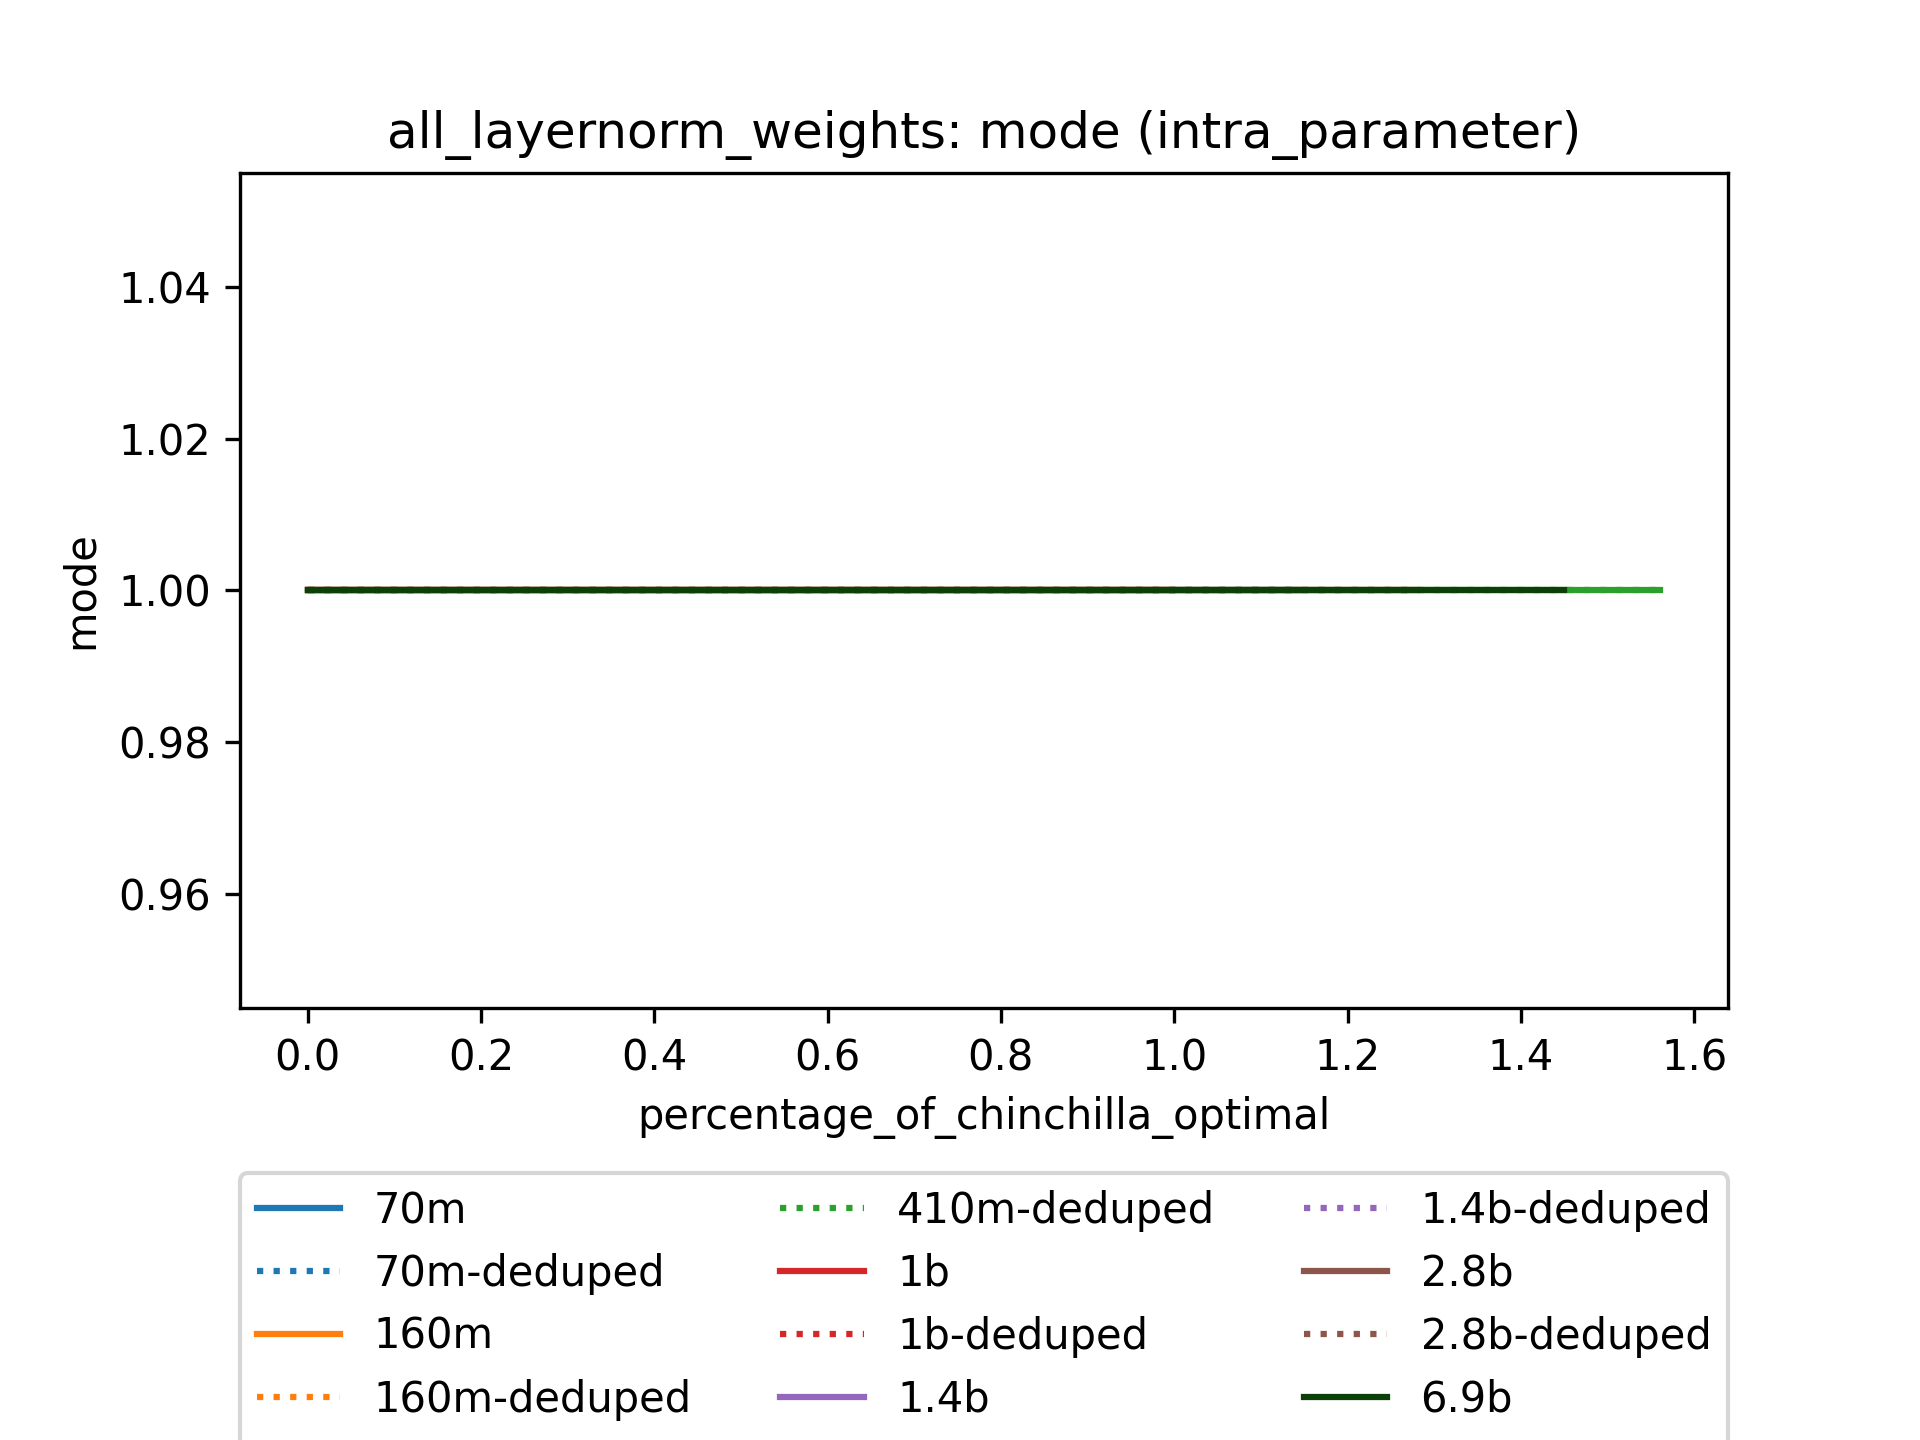 all_layernorm_weights: mode (intra_parameter)
mode
1.04
1.02
1.00
0.98
0.96
0.0 0.2 0.4 0.6 0.8 1.0 1.2 1.4 1.6
percentage_of_chinchilla_optimal
70m
70m-deduped
160m
160m-deduped
410m-deduped
1b
1b-deduped
1.4b
1.4b-deduped
2.8b
2.8b-deduped
6.9b